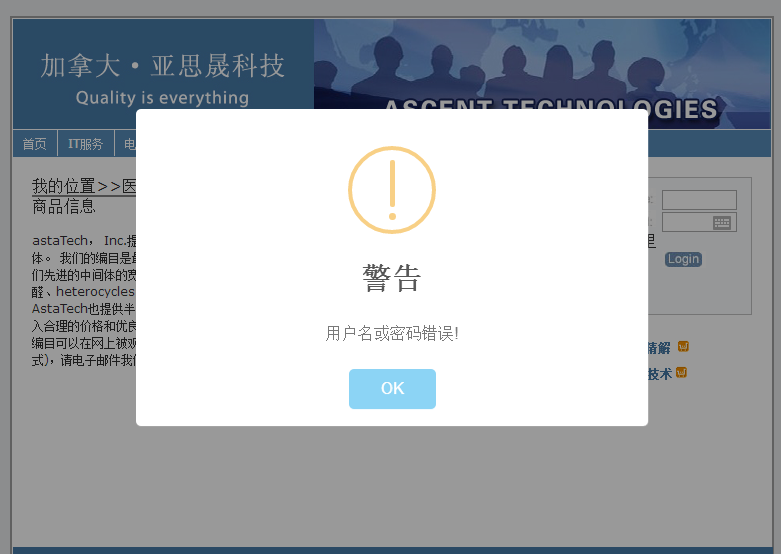 加拿大·亚思晟科技
Quality is everything
ASCENT TECHNOLOGIES
首页 IT服务
我的位置>>医
商品信息
astaTech， Inc.
体。 我们的编目是
们先进的中间体的宽
醛、heterocycles
AstaTech也提供半
入合理的价格和优良
编目可以在网上被观
式)，请电子邮件我们
里
Login
精解
技术
警告
用户名或密码错误!
OK